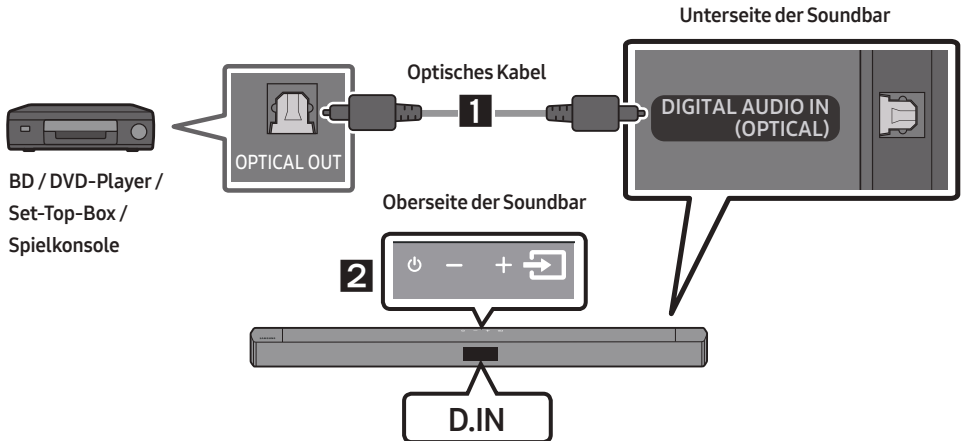 Unterseite der Soundbar
Optisches Kabel
1
DIGITAL AUDIO IN
(OPTICAL)
OPTICAL OUT
BD / DVD-Player /
Set-Top-Box /
Spielkonsole
Oberseite der Soundbar
2
D.IN